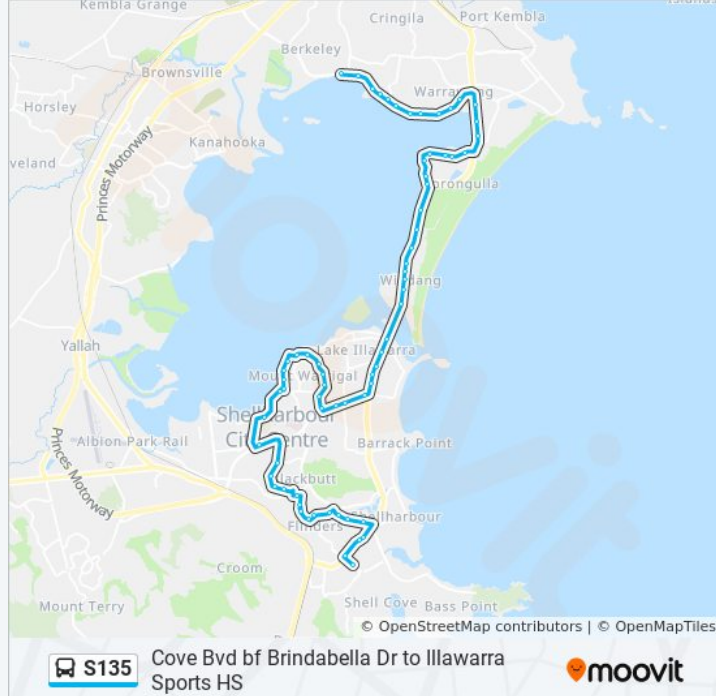 Kembla Grange
Cringila
Port Kembla
Island
Berkeley
Brownsville
Warrawong
Horsley
Kanahooka
Princes Motorway
Windang
Yallah
Lake Illawarra
Mount Warrigal
Shellharbour
City Centre
Albion Park Rail
Barrack Point
Princes Motorway
Blackbutt
Shellharbour
Flinders
Croom
Mount Terry
Shell Cove
Bass Point
© OpenStreetMap contributors | © OpenMapTiles
S135
Cove Bvd bf Brindabella Dr to Illawarra
Sports HS
moovit